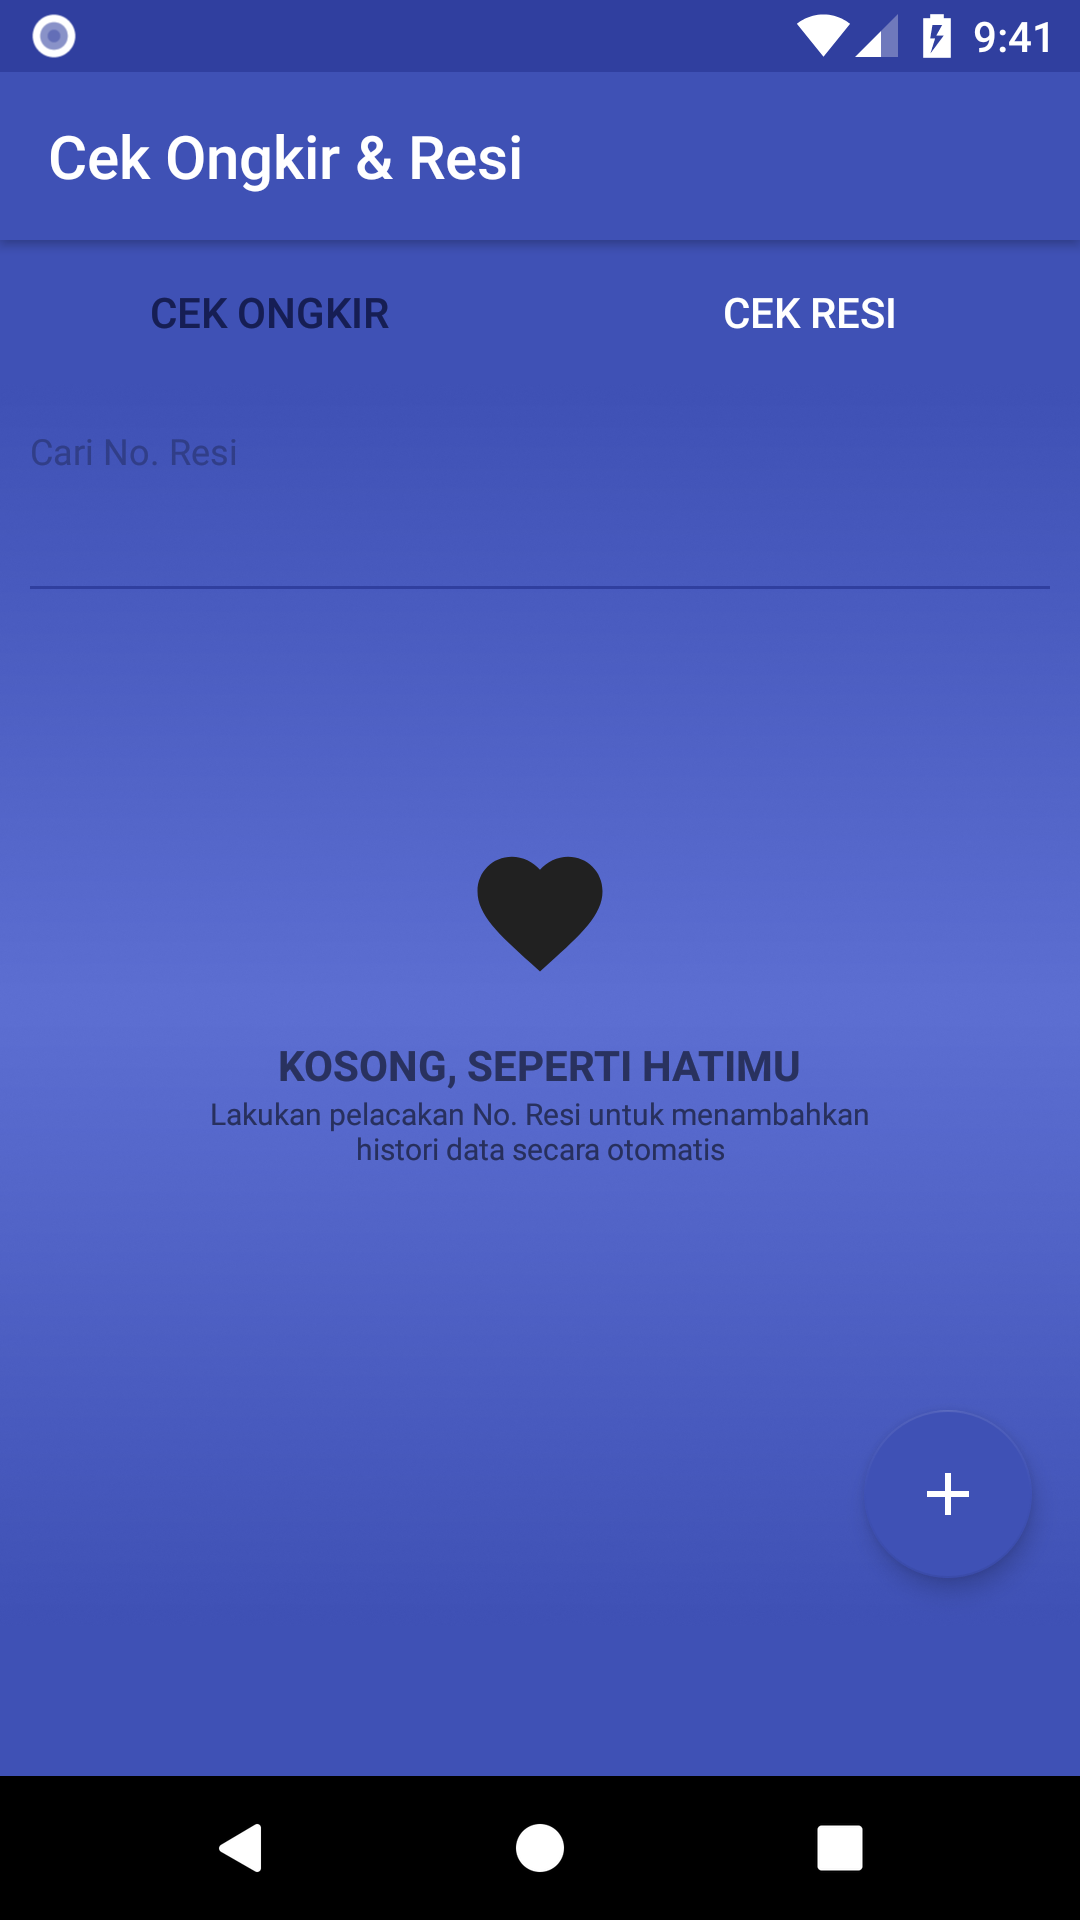 9:41
Cek Ongkir & Resi
CEK ONGKIR
CEK RESI
Cari No. Resi
KOSONG, SEPERTI HATIMU
Lakukan pelacakan No. Resi untuk menambahkan
histori data secara otomatis